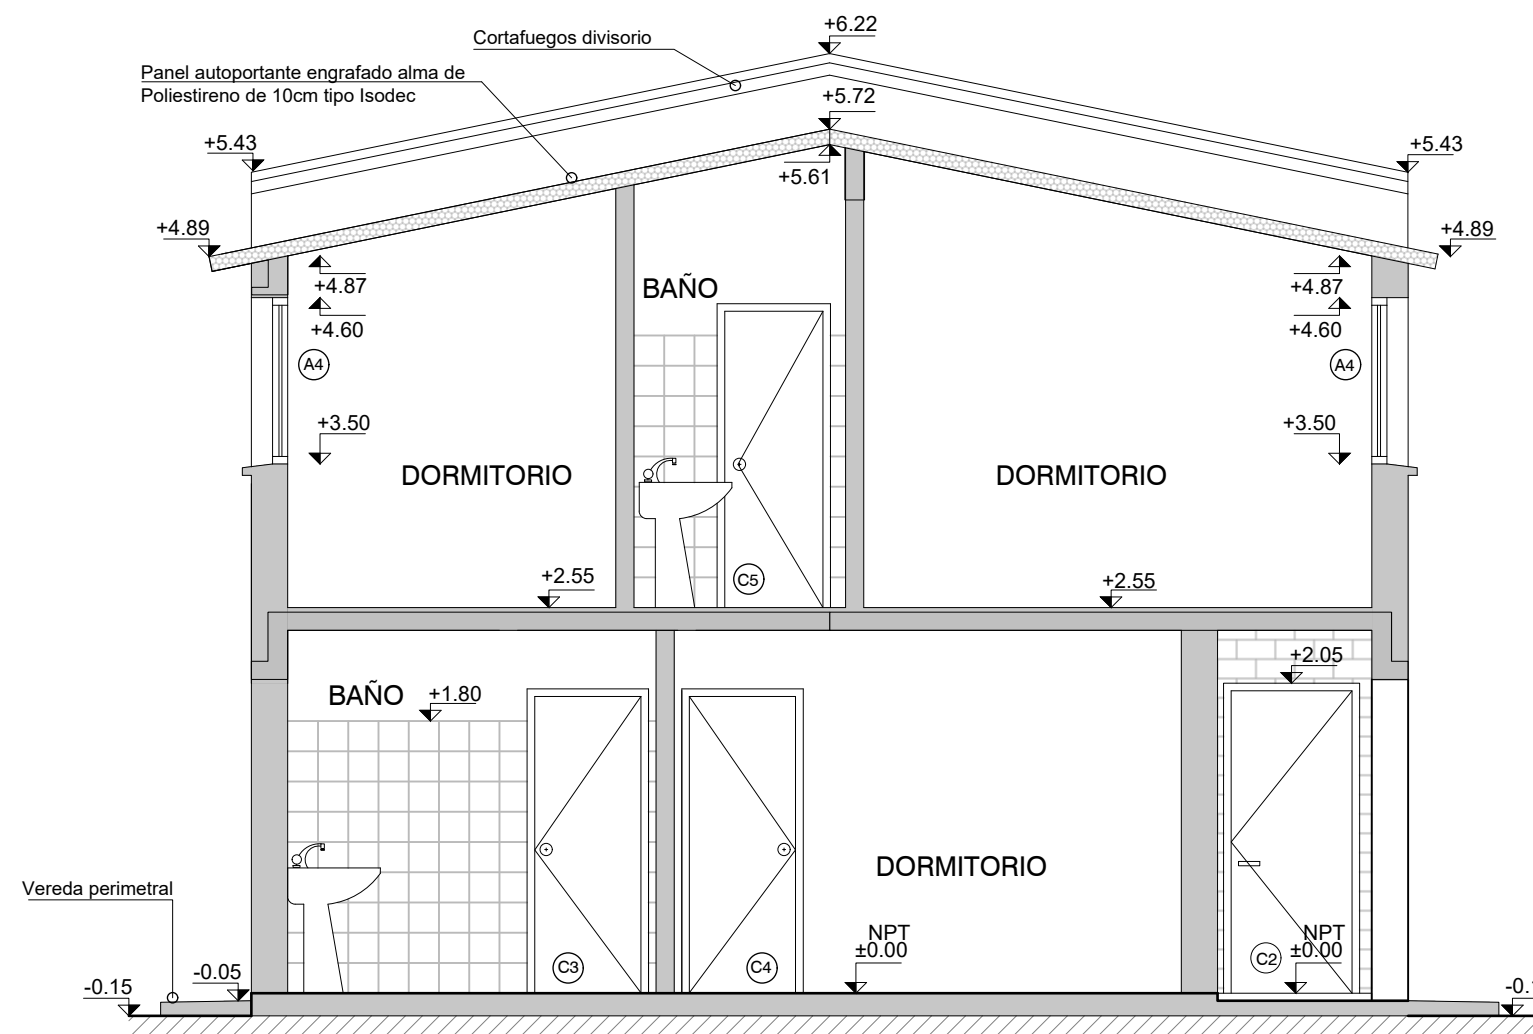 +6.22
Cortafuegos divisorio
Panel autoportante engrafado alma de
Poliestireno de 10cm tipo Isodec
+5.72
+5.43
+5.43
+5.61
+4.89
+4.89
+4.87
+4.87
BAÑO
+4.60
+4.60
A4
A4
+3.50
+3.50
DORMITORIO
DORMITORIO
C5
+2.55
+2.55
+2.05
BAÑO
+1.80
DORMITORIO
Vereda perimetral
NPT
±0.00
NPT
±0.00
C3
C4
C2
-0.05
-0.15